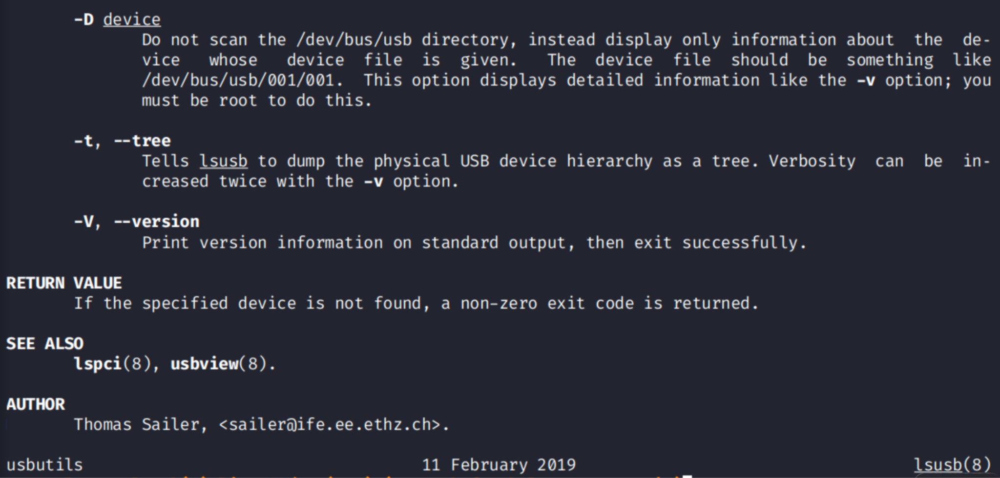 -D device
Do not scan the /dev/bus/usb directory, instead display only information about the de-
vice whose device file is given. The device file should be something like
/dev/bus/usb/001/001. This option displays detailed information like the -v option; you
must be root to do this.
-t, --tree
Tells lsusb to dump the physical USB device hierarchy as a tree. Verbosity can be in-
creased twice with the -v option.
-V, --version
Print version information on standard output, then exit successfully.
RETURN VALUE
If the specified device is not found, a non-zero exit code is returned.
SEE ALSO
lspci(8), usbview(8).
AUTHOR
Thomas Sailer, <sailer@ife.ee.ethz.ch>.
usbutils 11 February 2019 lsusb(8)